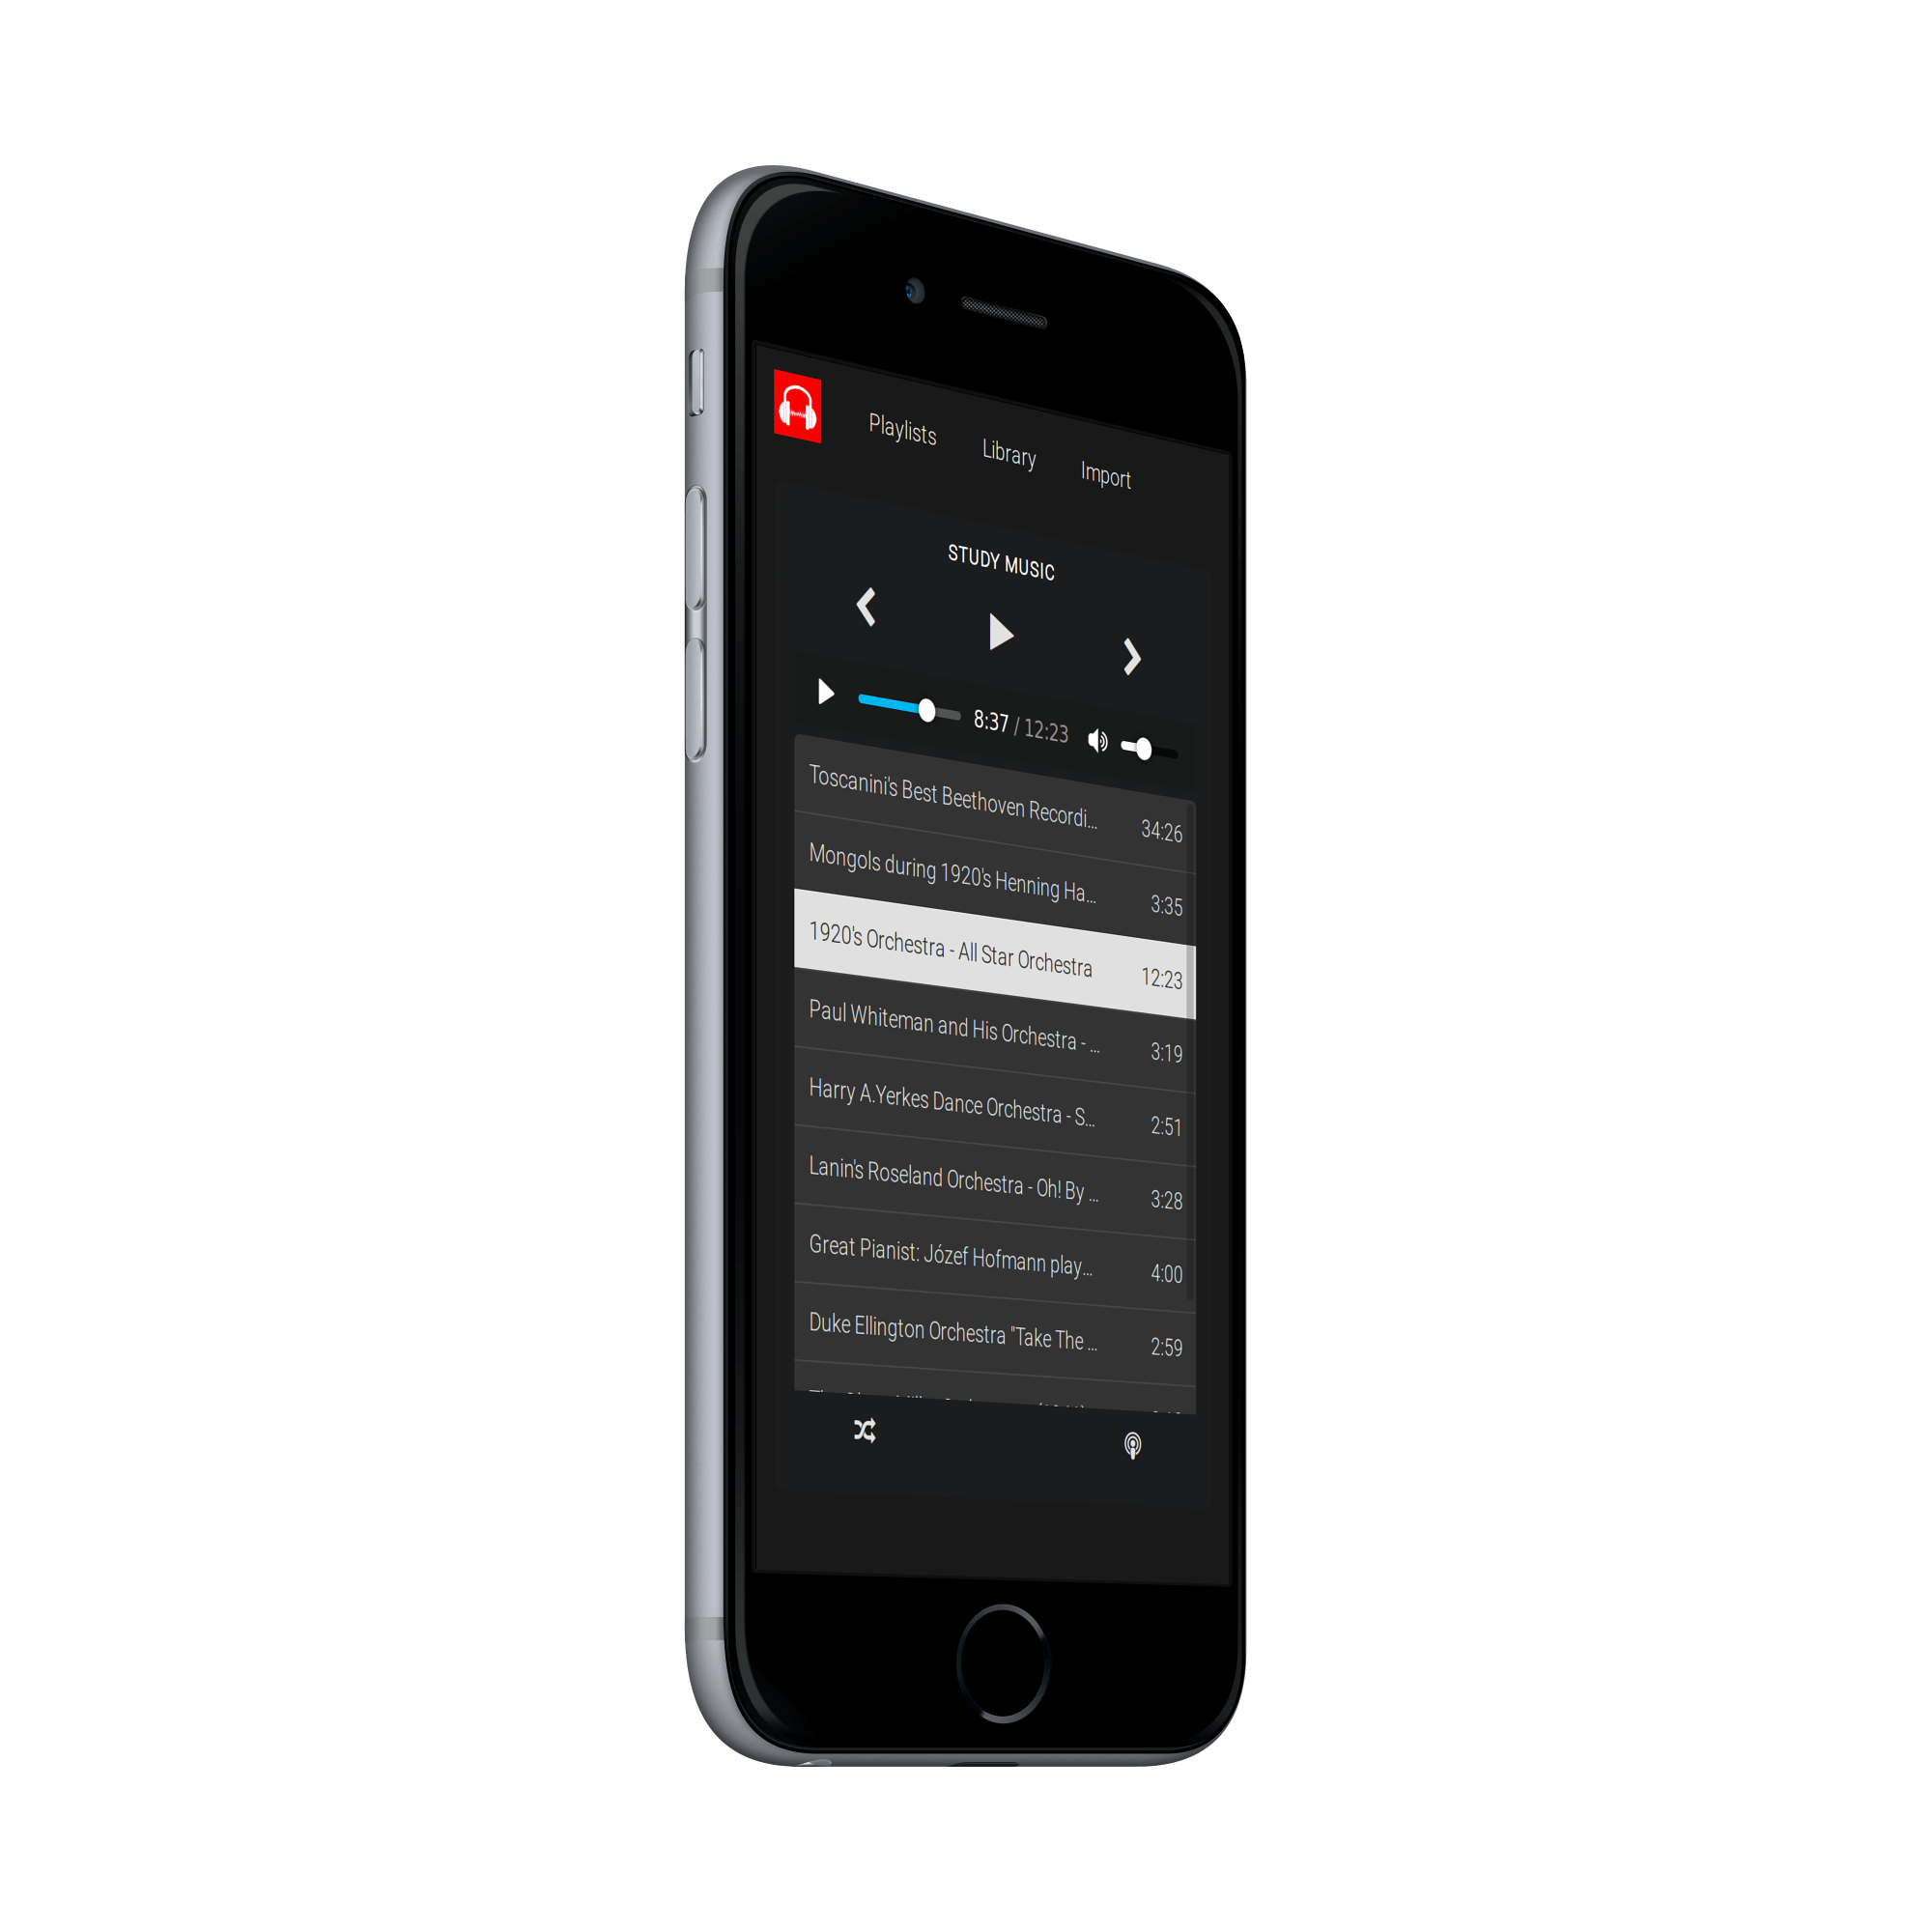 Playlists Library Import
STUDY MUSIC
8:37 / 12:23
Toscanini's Best Beethoven Recordi... 34:26
Mongols during 1920's Henning Ha... 3:35
1920's Orchestra - All Star Orchestra 12:23
Paul Whiteman and His Orchestra - ... 3:19
Harry A.Yerkes Dance Orchestra - S... 2:51
Lanin's Roseland Orchestra - Oh! By ... 3:28
Great Pianist: Józef Hofmann play... 4:00
Duke Ellington Orchestra "Take The ... 2:59